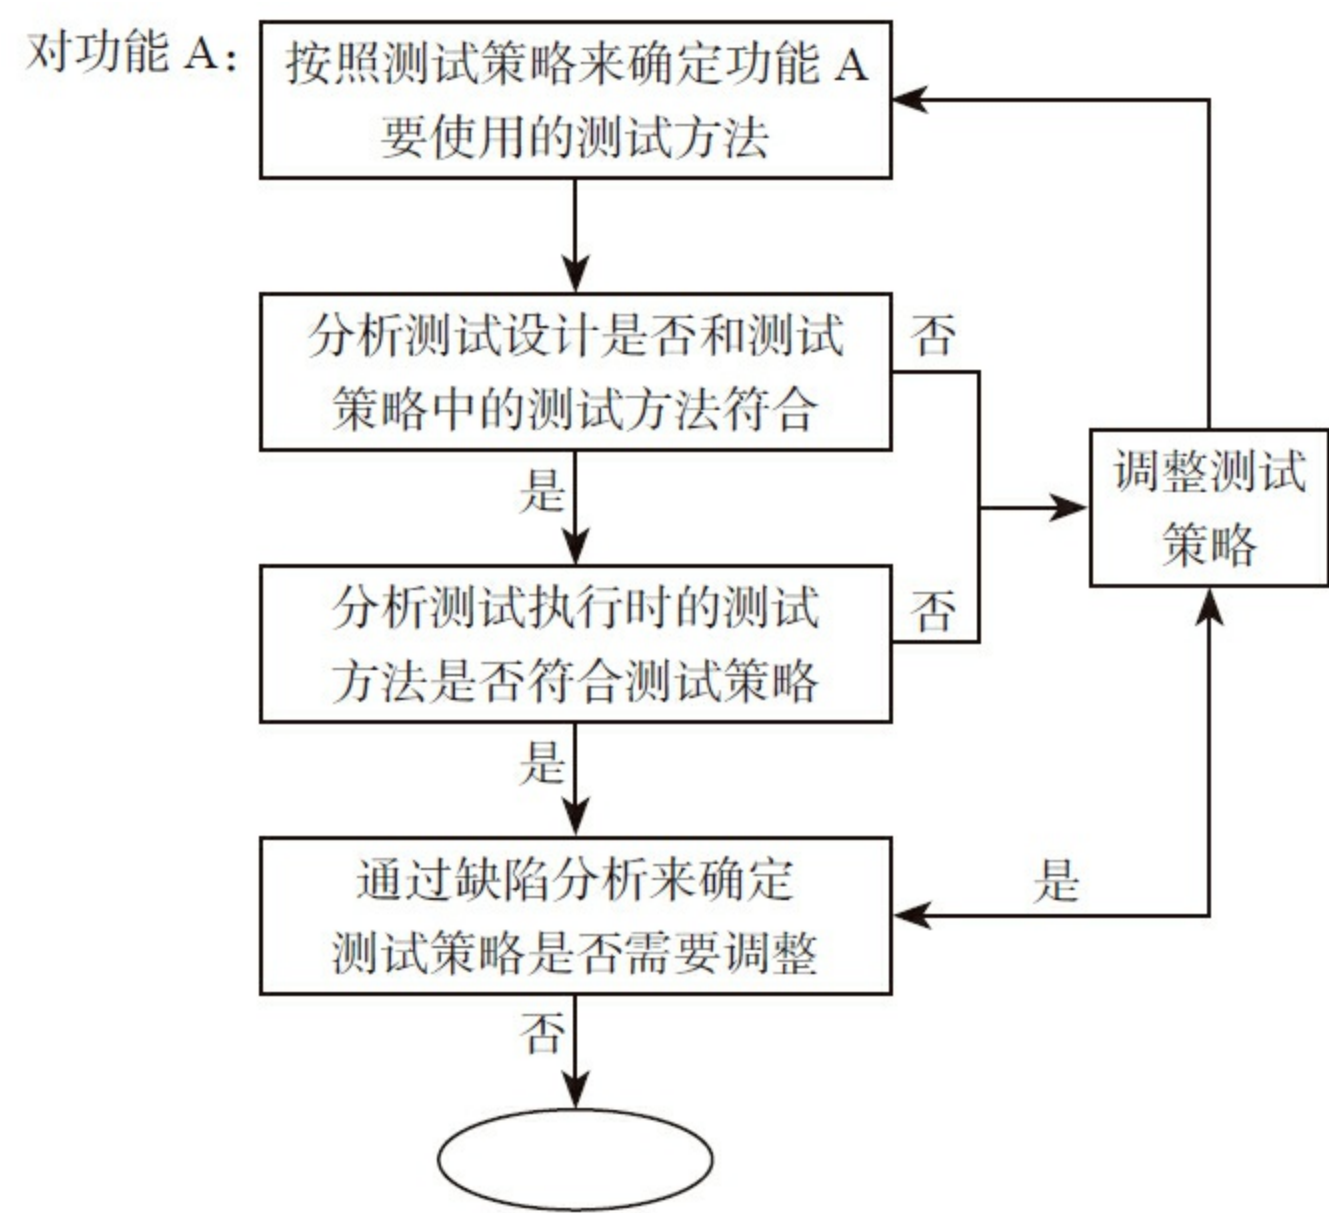 对功能 A：
按照测试策略来确定功能 A
要使用的测试方法
分析测试设计是否和测试
策略中的测试方法符合
否
是
调整测试
策略
分析测试执行时的测试
方法是否符合测试策略
否
是
通过缺陷分析来确定
测试策略是否需要调整
是
否